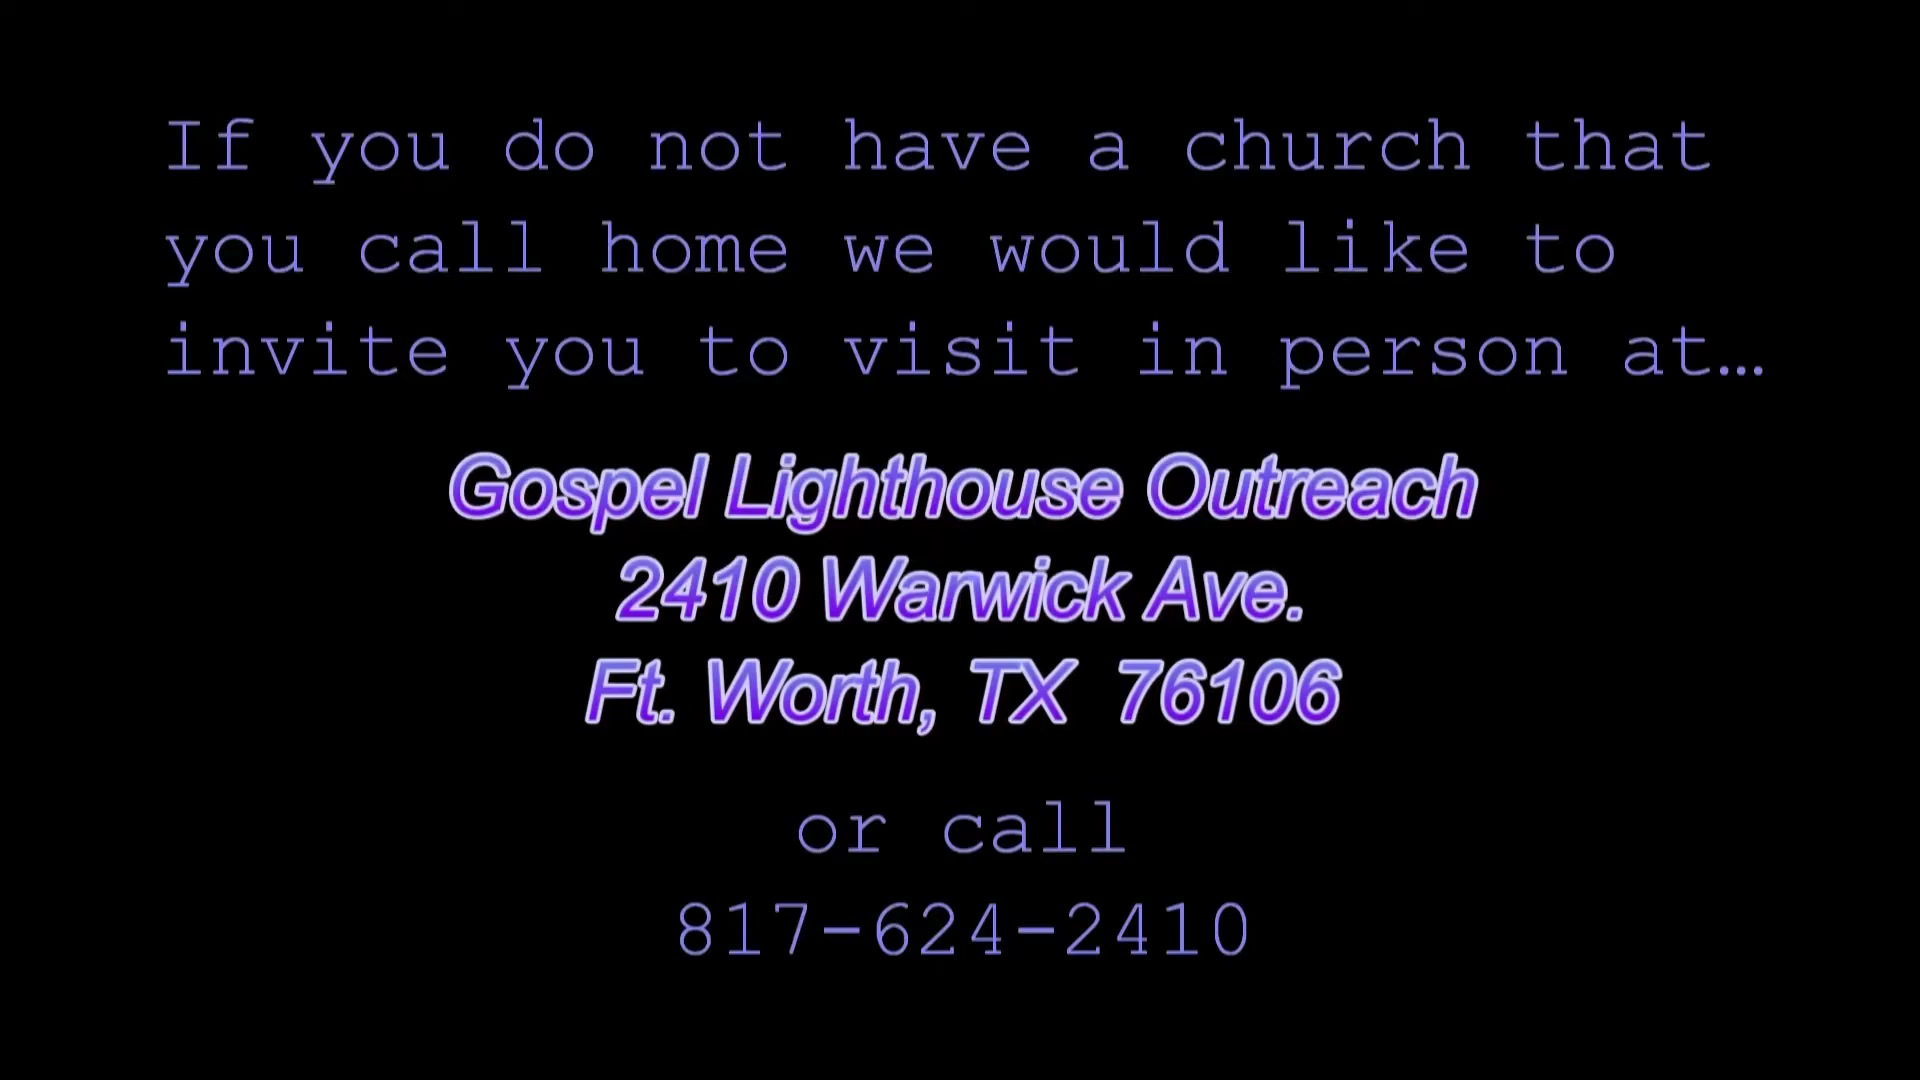 If you do not have a church that
you call home we would like to
invite you to visit in person at…
Gospel Lighthouse Outreach
2410 Warwick Ave.
Ft. Worth, TX  76106
or call
817-624-2410